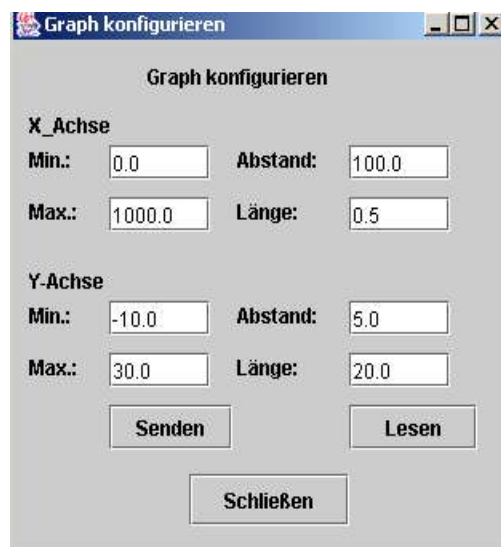 Graph konfigurieren
Graph konfigurieren
X_Achse
Min.: 0.0 Abstand: 100.0
Max.: 1000.0 Länge: 0.5
Y-Achse
Min.: -10.0 Abstand: 5.0
Max.: 30.0 Länge: 20.0
Senden Lesen
Schließen